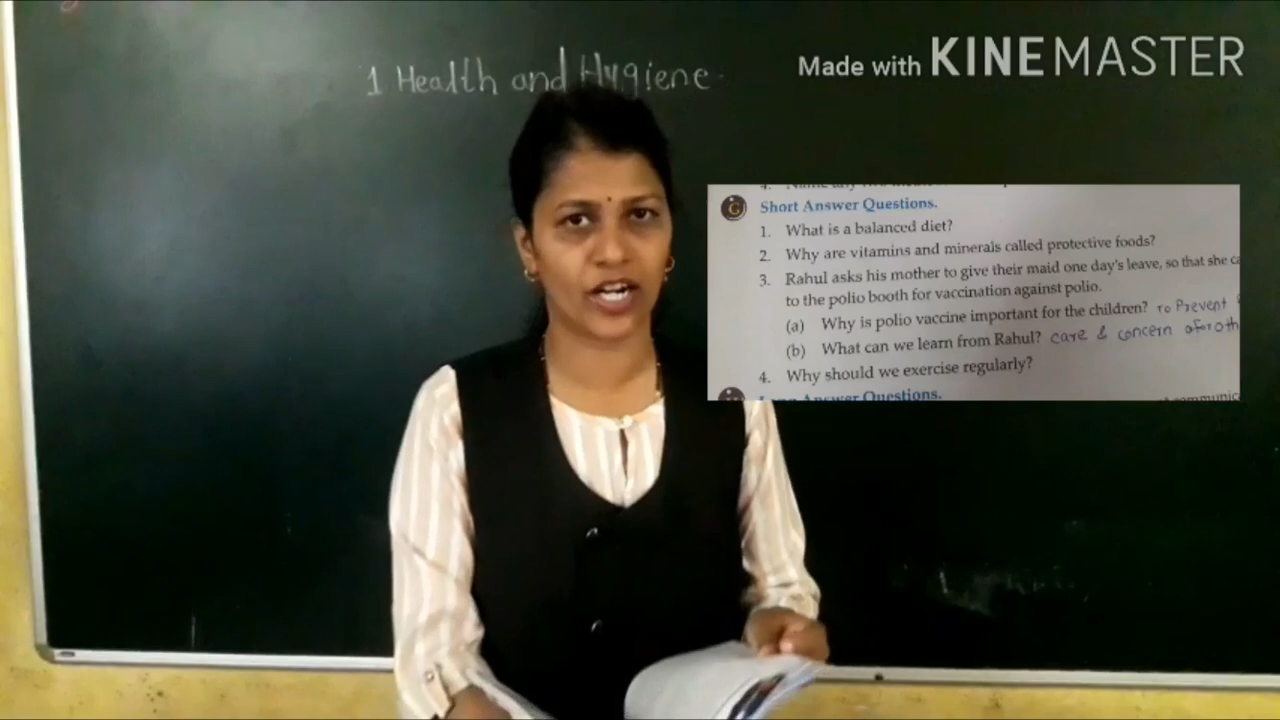 1 Health and Hygiene
Made with KINEMASTER
G Short Answer Questions.
1. What is a balanced diet?
2. Why are vitamins and minerals called protective foods?
3. Rahul asks his mother to give their maid one day's leave, so that she ca
to the polio booth for vaccination against polio.
(a) Why is polio vaccine important for the children? To Prevent
(b) What can we learn from Rahul? care & concern
4. Why should we exercise regularly?
Answer Questions.